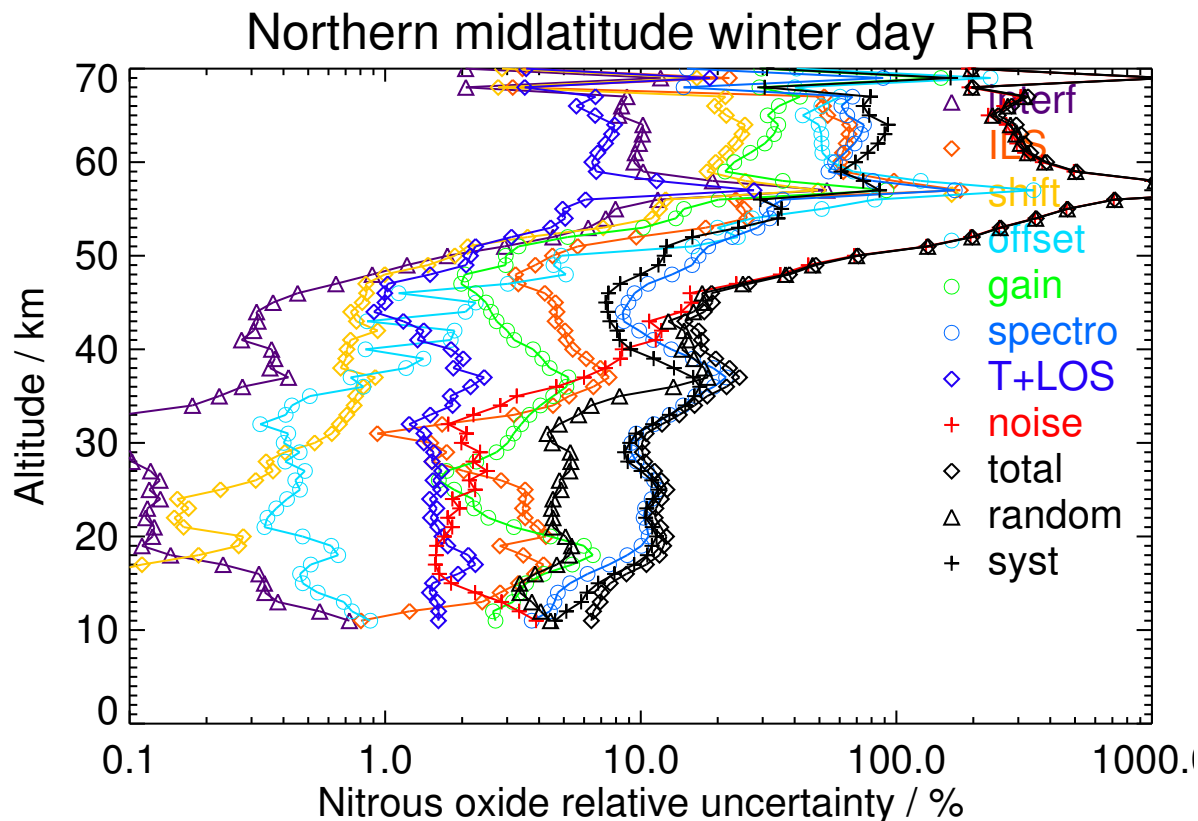 Northern midlatitude winter day RR
70
60
50
40
30
20
10
0
Altitude / km
interf
ILS
shift
offset
gain
spectro
T+LOS
noise
total
random
syst
0.1 1.0 10.0 100.0 1000.0
Nitrous oxide relative uncertainty / %